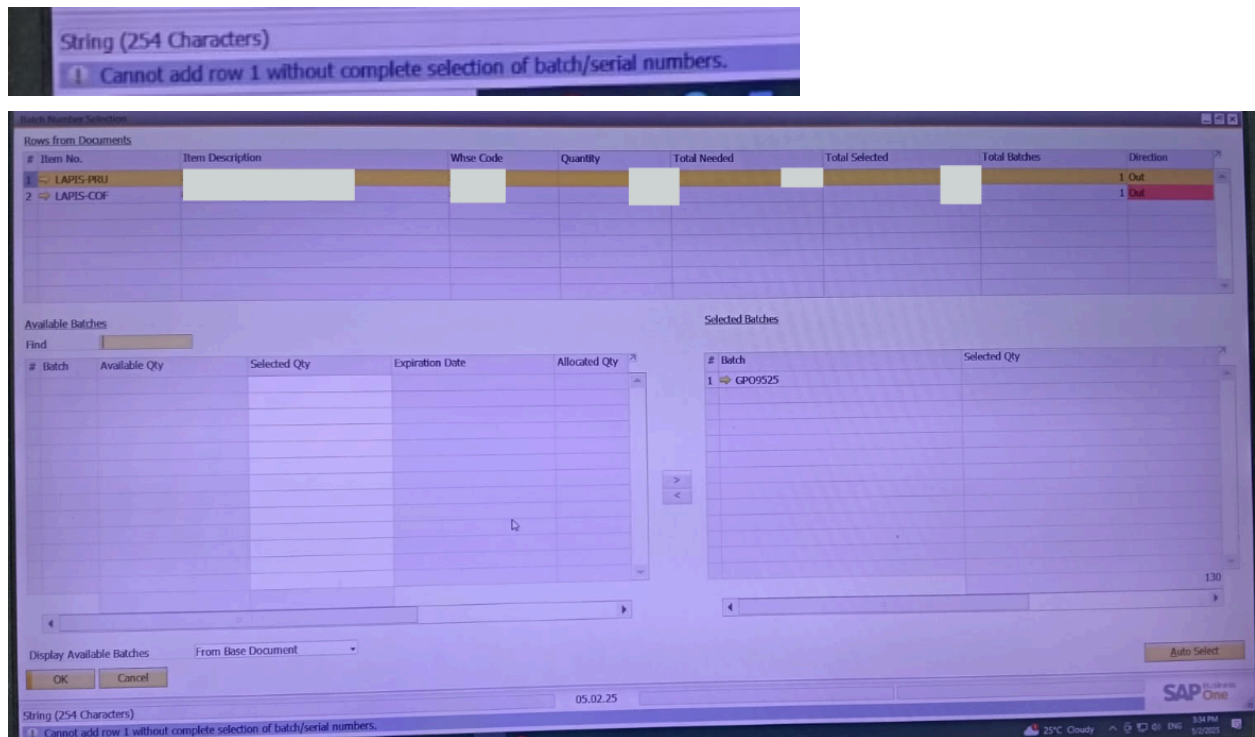 String (254 Characters)
Cannot add row 1 without complete selection of batch/serial numbers.
Batch Number Selection
Rows from Documents
# Item No. Item Description Whse Code Quantity Total Needed Total Selected Total Batches Direction
1 LAPIS-PRU 1 Out
2 LAPIS-COF 1 Out
Available Batches Selected Batches
Find
# Batch Available Qty Selected Qty Expiration Date Allocated Qty # Batch Selected Qty
1 GPO9525
>
<
130
Display Available Batches From Base Document Auto Select
OK Cancel
05.02.25 SAP Business One
String (254 Characters)
Cannot add row 1 without complete selection of batch/serial numbers.
25°C Cloudy ENG 3:34 PM
5/2/2025